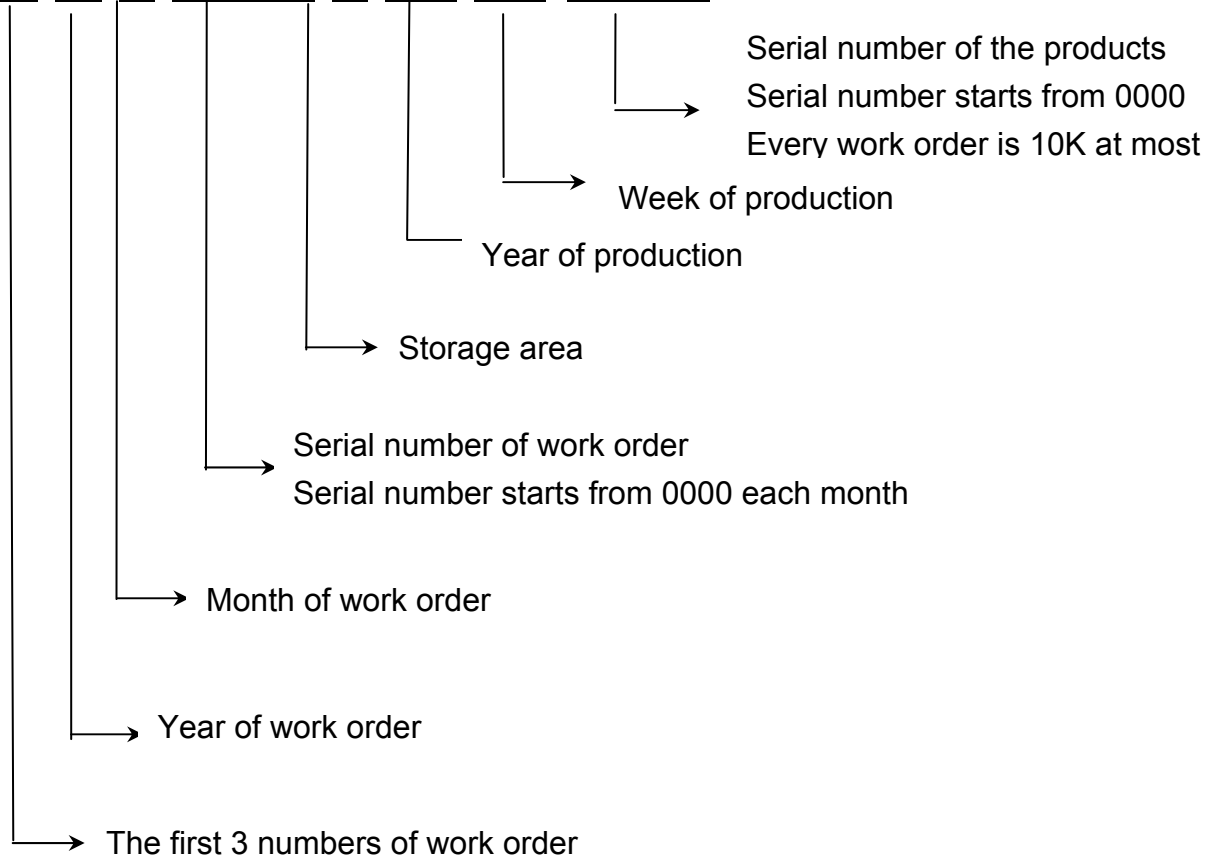 Serial number of the products
Serial number starts from 0000
Every work order is 10K at most
Week of production
Year of production
Storage area
Serial number of work order
Serial number starts from 0000 each month
Month of work order
Year of work order
The first 3 numbers of work order